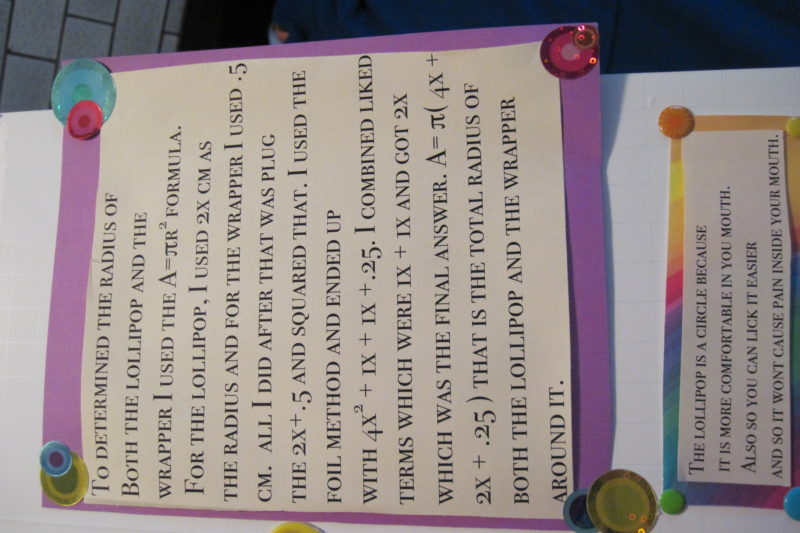 To determined the radius of
Both the lollipop and the
wrapper I used the A=πr² formula.
For the lollipop, I used 2x cm as
the radius and for the wrapper I used .5
cm. all I did after that was plug
the 2x+.5 and squared that. I used the
foil method and ended up
with 4x² + 1x + 1x +.25. I combined liked
terms which were 1x + 1x and got 2x
which was the final answer. A= π( 4x +
2x + .25 ) that is the total radius of
both the lollipop and the wrapper
around it.
The lollipop is a circle because
it is more comfortable in you mouth.
Also so you can lick it easier
and so it wont cause pain inside your mouth.